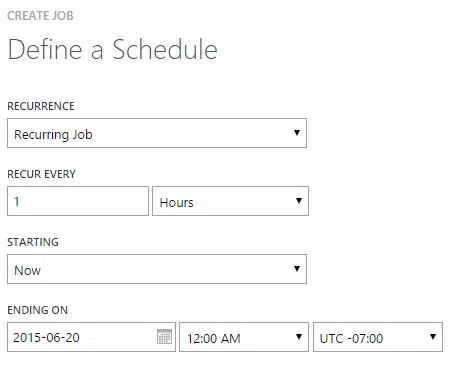 CREATE JOB
Define a Schedule
RECURRENCE
Recurring Job
RECUR EVERY
1 Hours
STARTING
Now
ENDING ON
2015-06-20 12:00 AM UTC -07:00